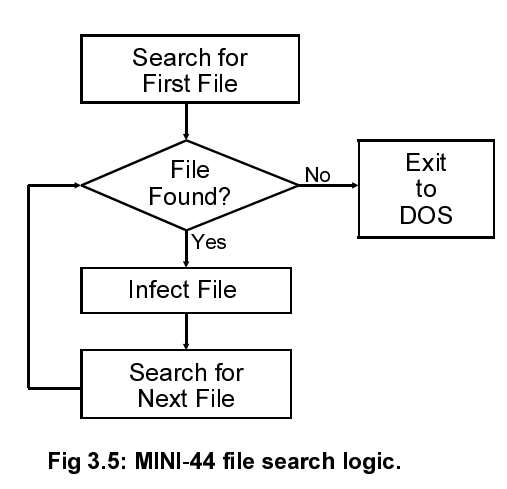 Search for
First File
File
Found?
No
Exit
to
DOS
Yes
Infect File
Search for
Next File
Fig 3.5: MINI-44 file search logic.